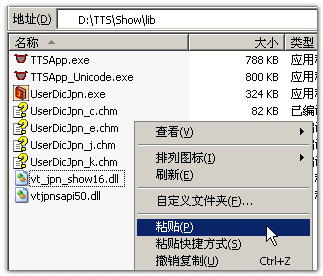 地址(D) D:\TTS\Show\lib
名称 大小 类型
TTSApp.exe 788 KB 应用
TTSApp_Unicode.exe 800 KB 应用
UserDicJpn.exe 324 KB 应用
UserDicJpn_c.chm 82 KB 已编
UserDicJpn_e.chm
UserDicJpn_j.chm
UserDicJpn_k.chm
vt_jpn_show16.dll
vtjpnsapi50.dll
查看(V)
排列图标(I)
刷新(E)
自定义文件夹(F)...
粘贴(P)
粘贴快捷方式(S)
撤销复制(U) Ctrl+Z